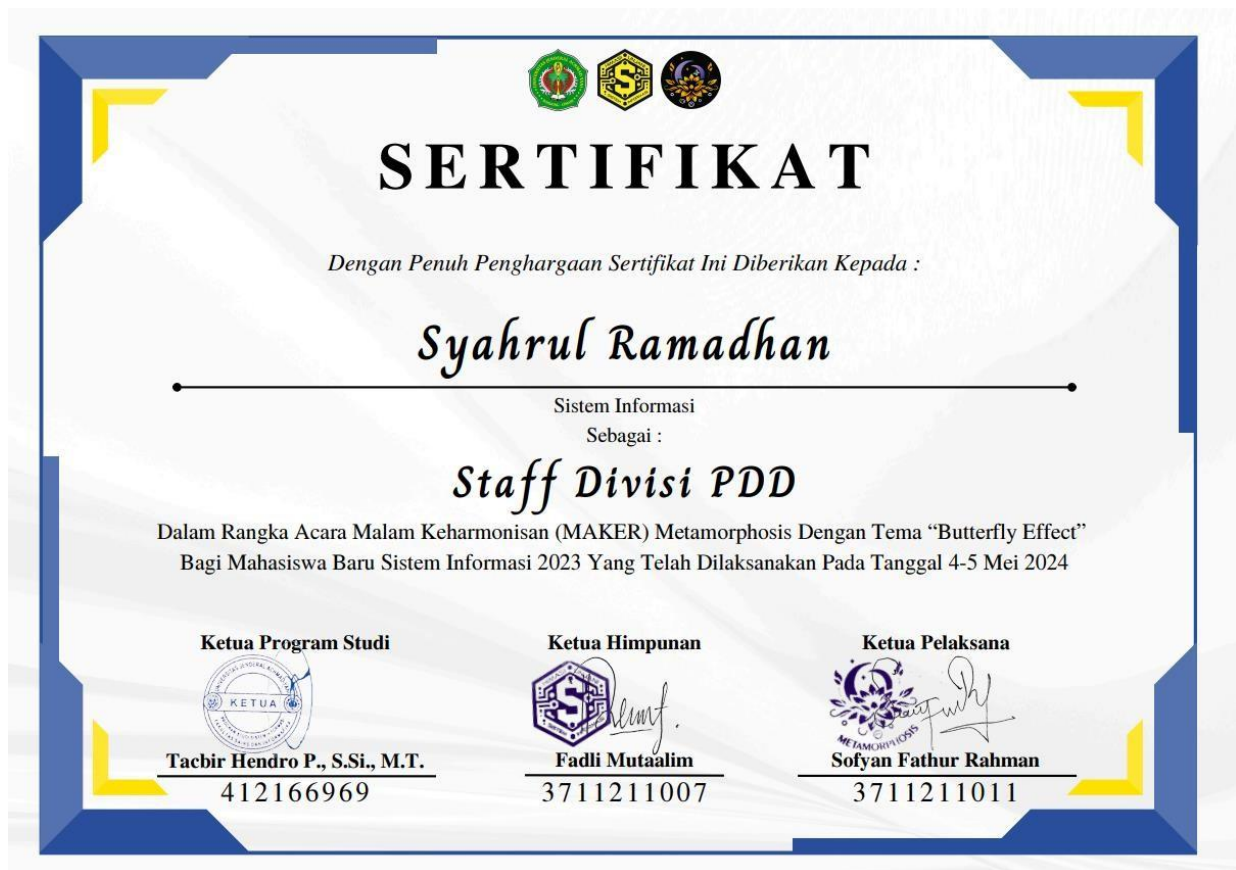 SERTIFIKAT
Dengan Penuh Penghargaan Sertifikat Ini Diberikan Kepada :
Syahrul Ramadhan
Sistem Informasi
Sebagai :
Staff Divisi PDD
Dalam Rangka Acara Malam Keharmonisan (MAKER) Metamorphosis Dengan Tema “Butterfly Effect”
Bagi Mahasiswa Baru Sistem Informasi 2023 Yang Telah Dilaksanakan Pada Tanggal 4-5 Mei 2024
Ketua Program Studi
Ketua Himpunan
Ketua Pelaksana
KETUA
METAMORPHOSIS
Tacbir Hendro P., S.Si., M.T.
Fadli Mutaalim
Sofyan Fathur Rahman
412166969
3711211007
3711211011